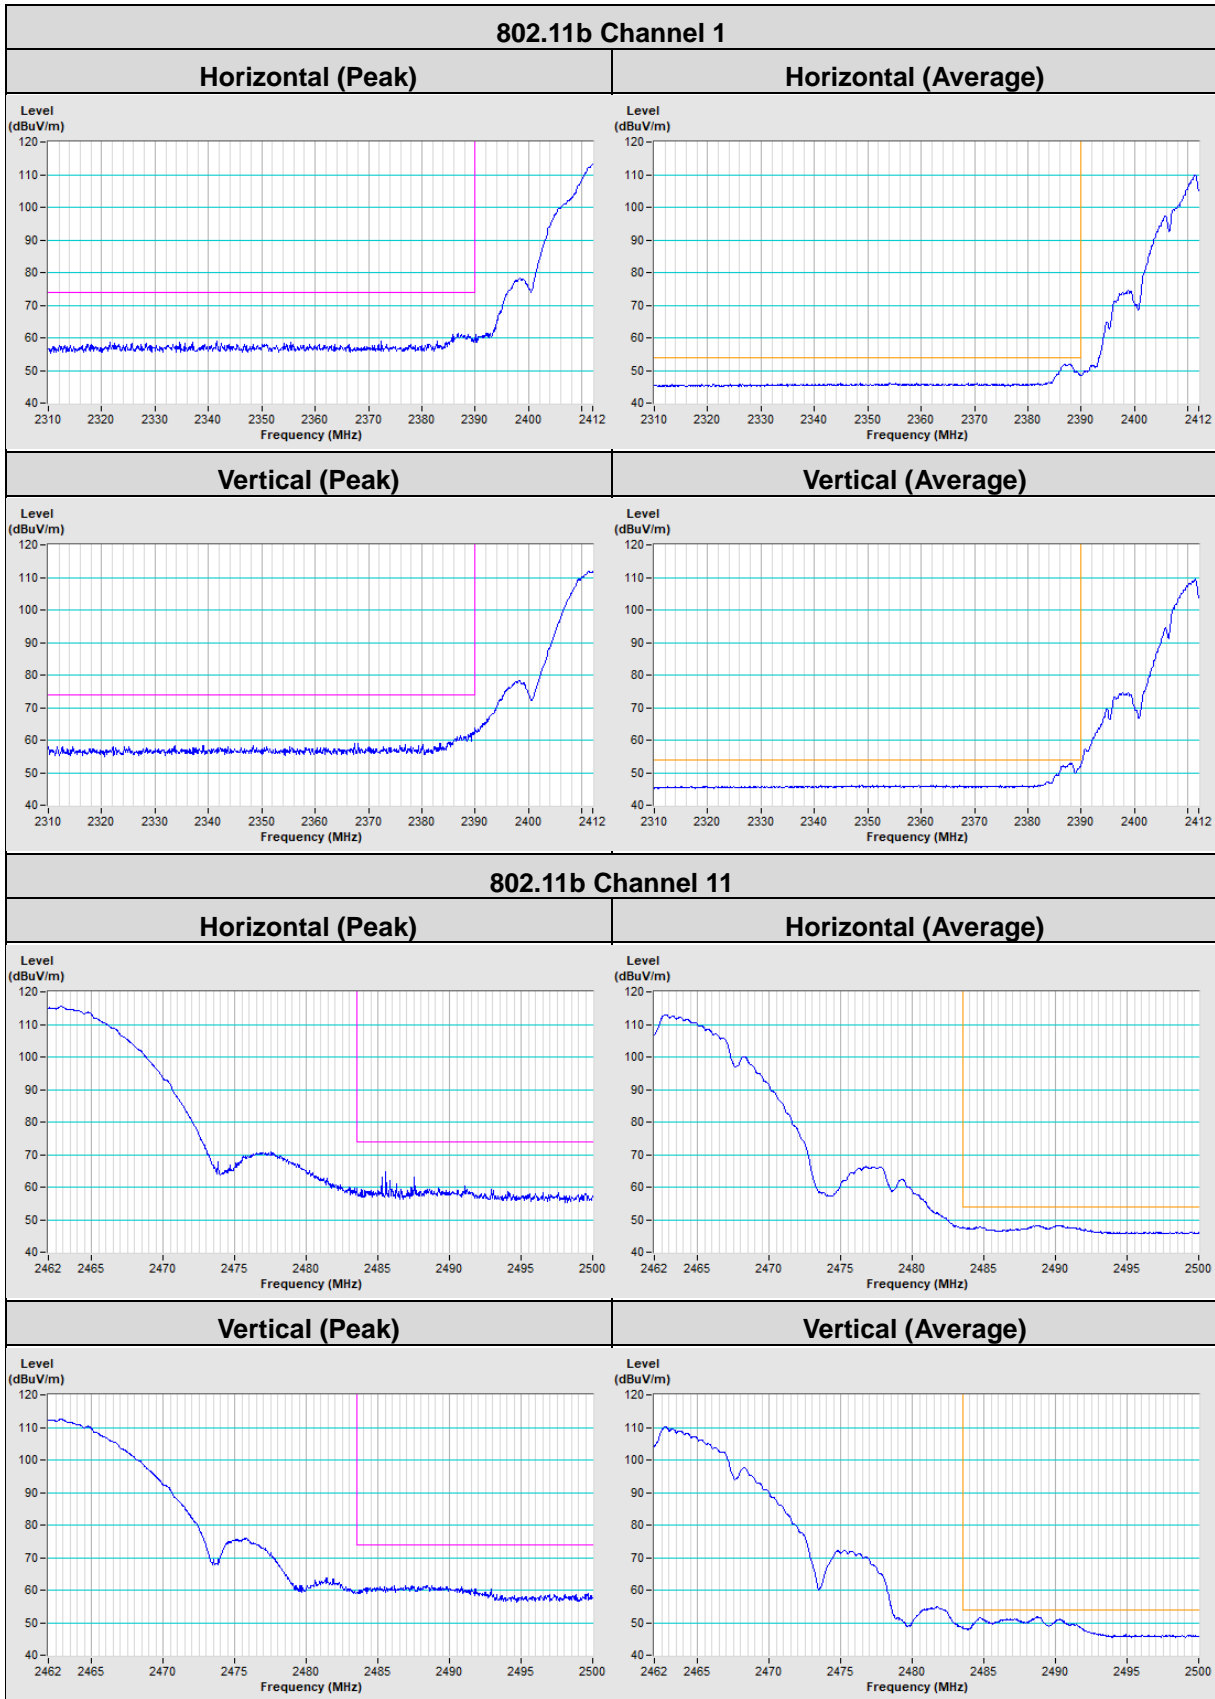 802.11b Channel 1
Horizontal (Peak) Horizontal (Average)
Level Level
(dBuV/m) (dBuV/m)
120 120
110 110
100 100
90 90
80 80
70 70
60 60
50 50
40 40
2310 2320 2330 2340 2350 2360 2370 2380 2390 2400 2412 2310 2320 2330 2340 2350 2360 2370 2380 2390 2400 2412
Frequency (MHz) Frequency (MHz)
Vertical (Peak) Vertical (Average)
Level Level
(dBuV/m) (dBuV/m)
120 120
110 110
100 100
90 90
80 80
70 70
60 60
50 50
40 40
2310 2320 2330 2340 2350 2360 2370 2380 2390 2400 2412 2310 2320 2330 2340 2350 2360 2370 2380 2390 2400 2412
Frequency (MHz) Frequency (MHz)
802.11b Channel 11
Horizontal (Peak) Horizontal (Average)
Level Level
(dBuV/m) (dBuV/m)
120 120
110 110
100 100
90 90
80 80
70 70
60 60
50 50
40 40
2462 2465 2470 2475 2480 2485 2490 2495 2500 2462 2465 2470 2475 2480 2485 2490 2495 2500
Frequency (MHz) Frequency (MHz)
Vertical (Peak) Vertical (Average)
Level Level
(dBuV/m) (dBuV/m)
120 120
110 110
100 100
90 90
80 80
70 70
60 60
50 50
40 40
2462 2465 2470 2475 2480 2485 2490 2495 2500 2462 2465 2470 2475 2480 2485 2490 2495 2500
Frequency (MHz) Frequency (MHz)